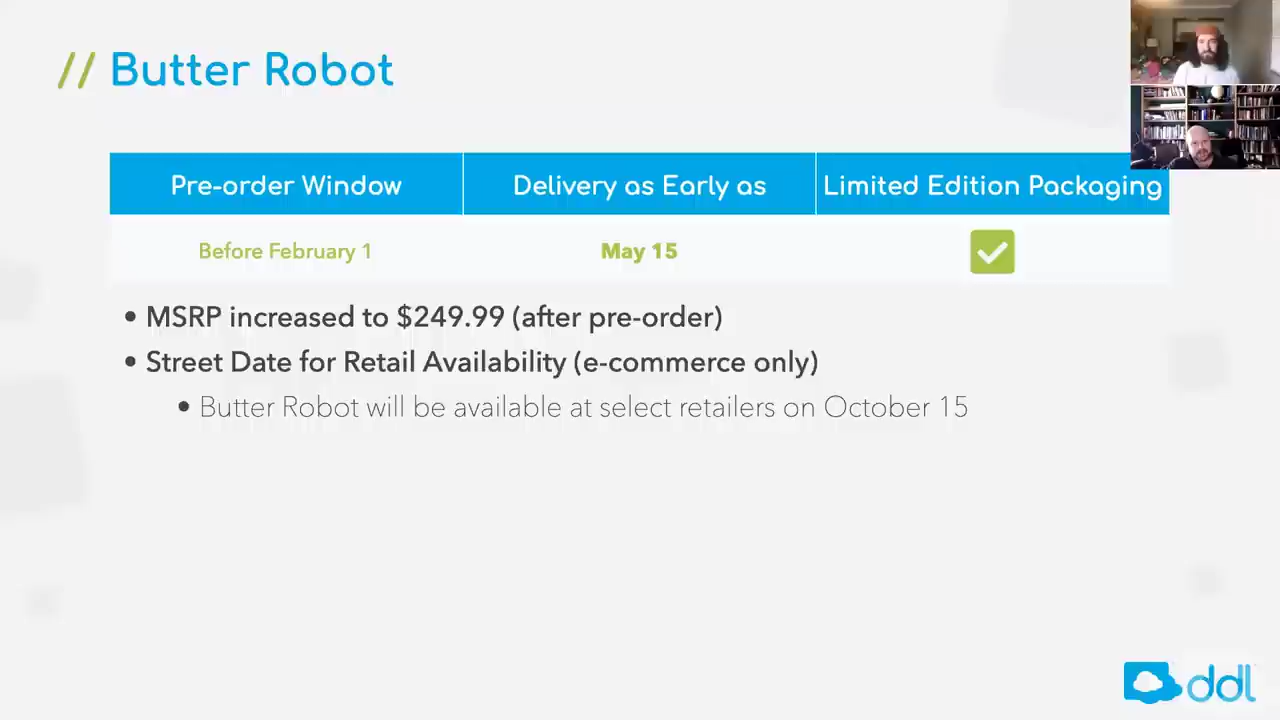 // Butter Robot
Pre-order Window
Delivery as Early as
Limited Edition Packaging
Before February 1
May 15
• MSRP increased to $249.99 (after pre-order)
• Street Date for Retail Availability (e-commerce only)
• Butter Robot will be available at select retailers on October 15
ddl